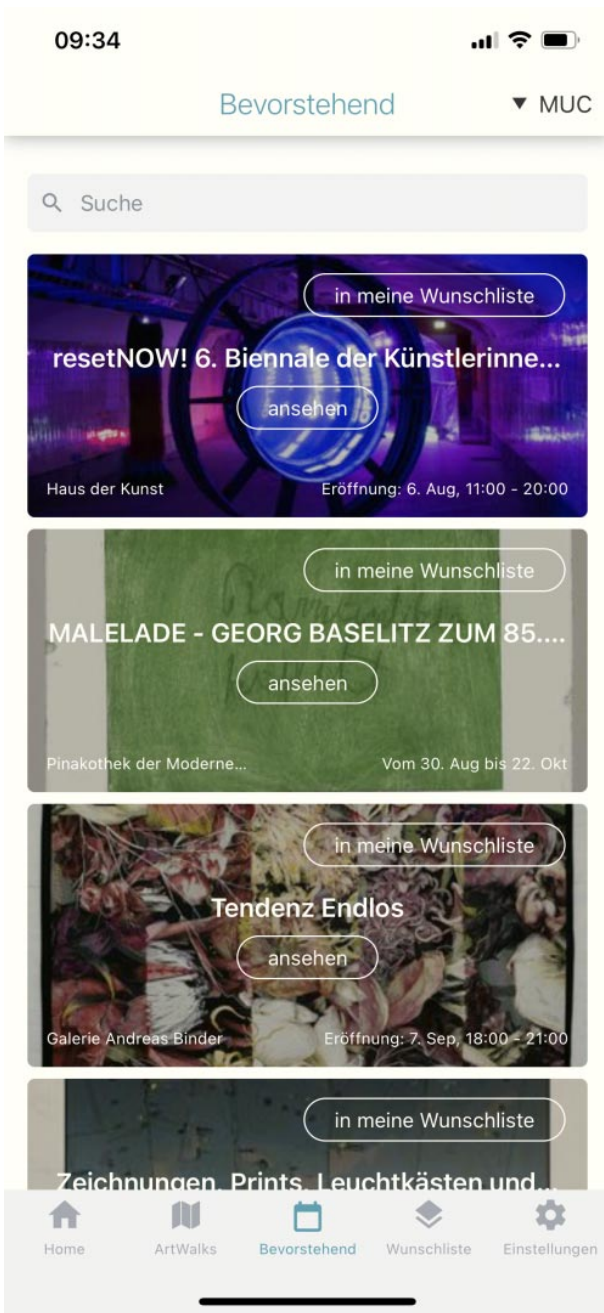 09:34
Bevorstehend ▼ MUC
Suche
in meine Wunschliste
resetNOW! 6. Biennale der Künstlerinne...
ansehen
Haus der Kunst Eröffnung: 6. Aug, 11:00 - 20:00
in meine Wunschliste
MALELADE - GEORG BASELITZ ZUM 85....
ansehen
Pinakothek der Moderne... Vom 30. Aug bis 22. Okt
in meine Wunschliste
Tendenz Endlos
ansehen
Galerie Andreas Binder Eröffnung: 7. Sep, 18:00 - 21:00
in meine Wunschliste
Zeichnungen, Prints, Leuchtkästen und...
Home ArtWalks Bevorstehend Wunschliste Einstellungen